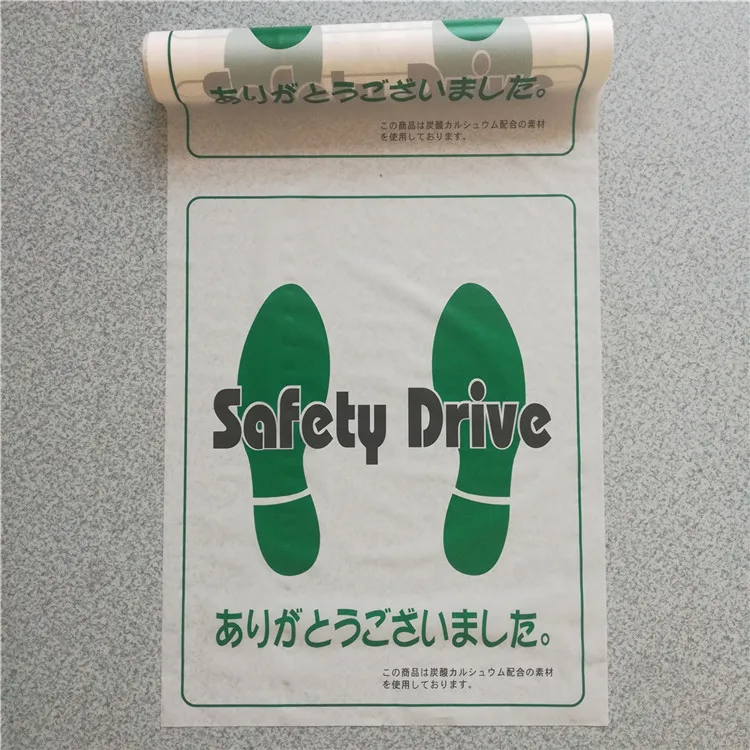 Safety Drive
ありがとうございました。
この商品は炭酸カルシュウム配合の素材
を使用しております。
Safety Drive
ありがとうございました。
この商品は炭酸カルシュウム配合の素材
を使用しております。